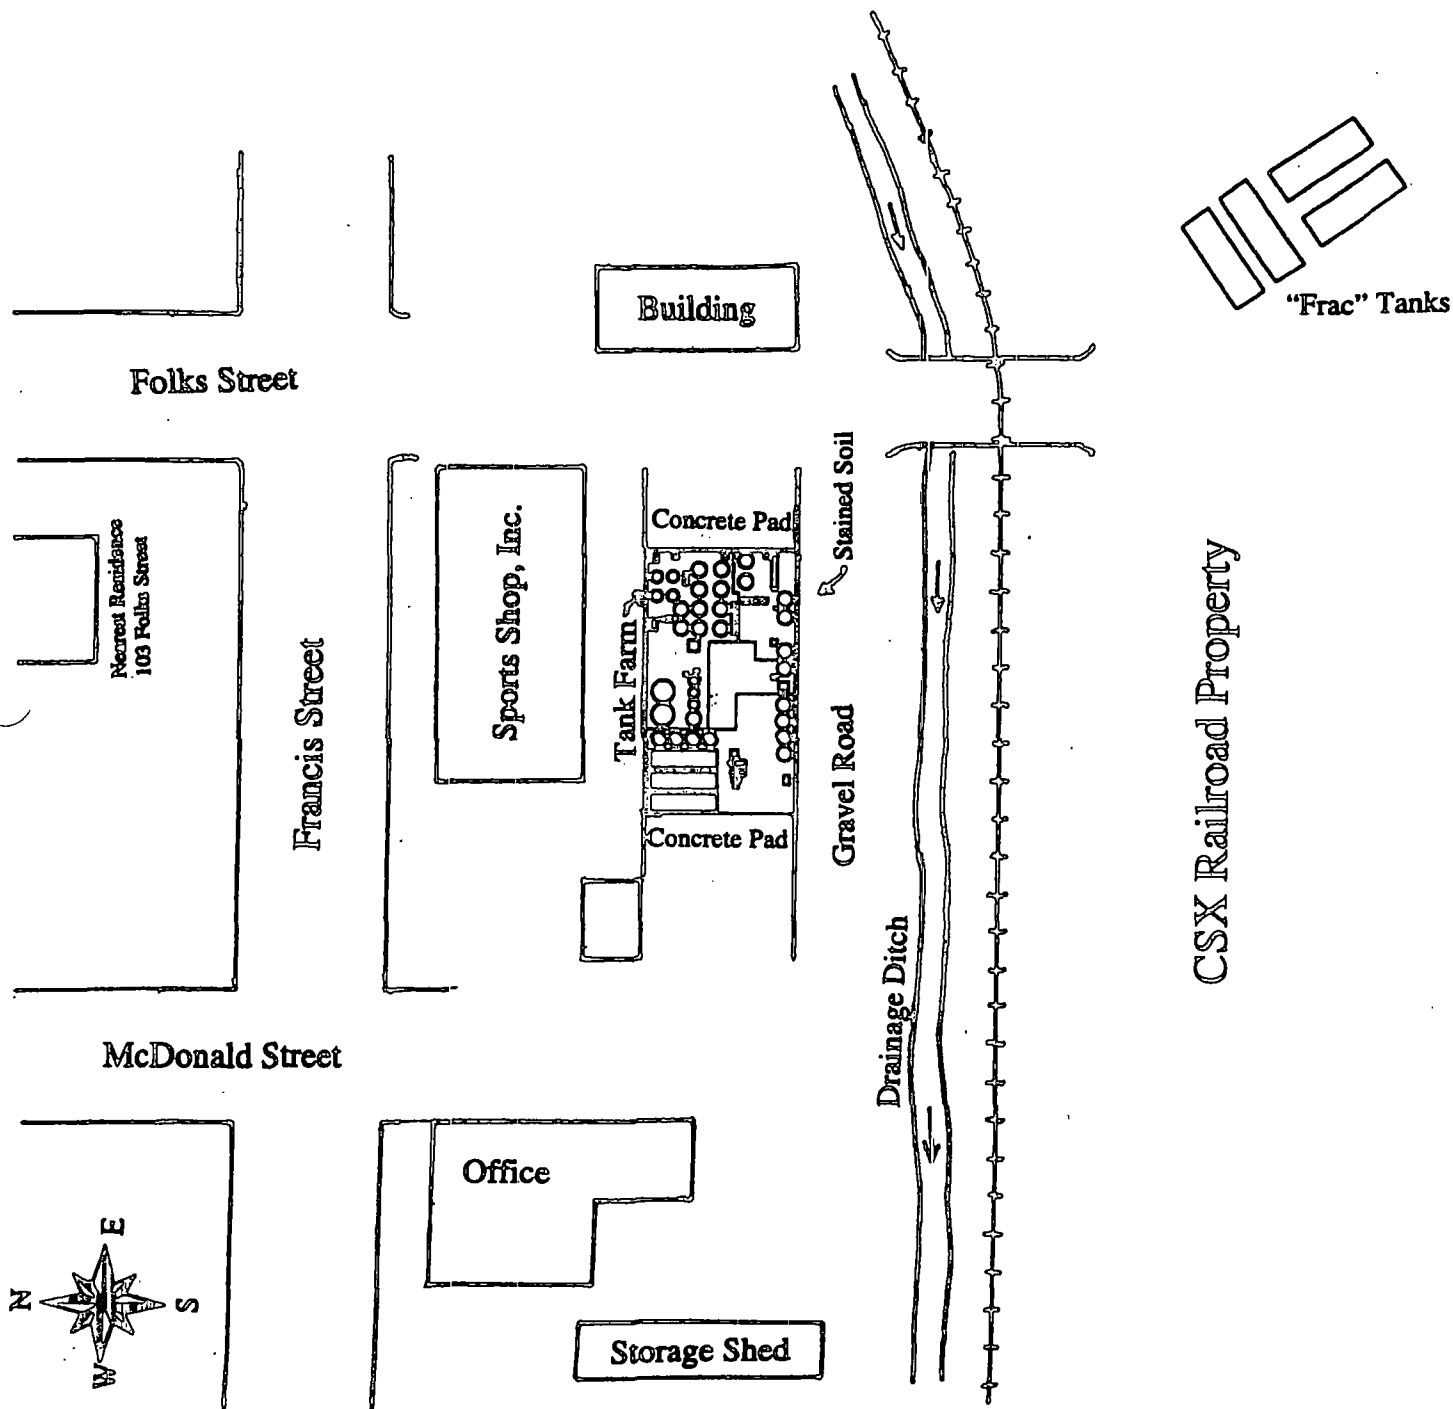 "Frac" Tanks
Building
Folks Street
Stained Soil
Concrete Pad
Nearest Residence
103 Folks Street
Sports Shop, Inc.
Tank Farm
Francis Street
Gravel Road
CSX Railroad Property
Concrete Pad
Drainage Ditch
McDonald Street
Office
E
N
S
W
Storage Shed